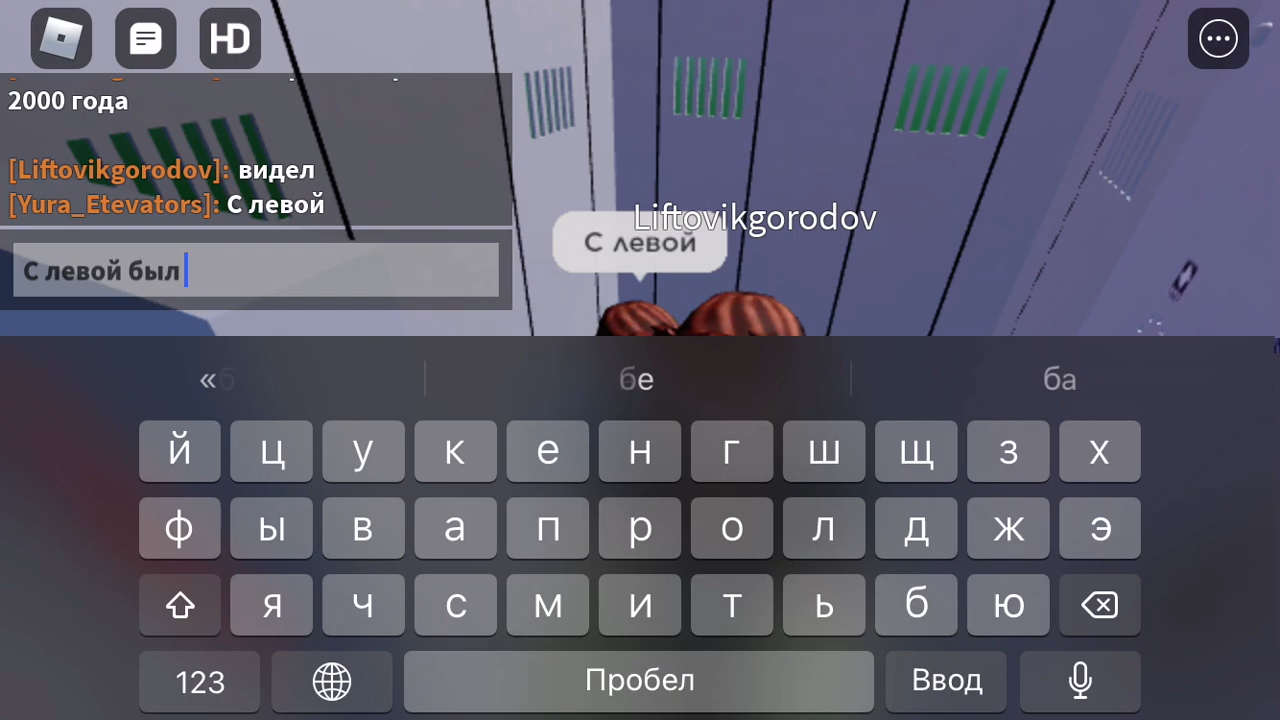 HD
2000 года
[Liftovikgorodov]: видел
[Yura_Etevators]: С левой
С левой был
Liftovikgorodov
С левой
«б бе ба
й ц у к е н г ш щ з х
ф ы в а п р о л д ж э
я ч с м и т ь б ю
123 Пробел Ввод